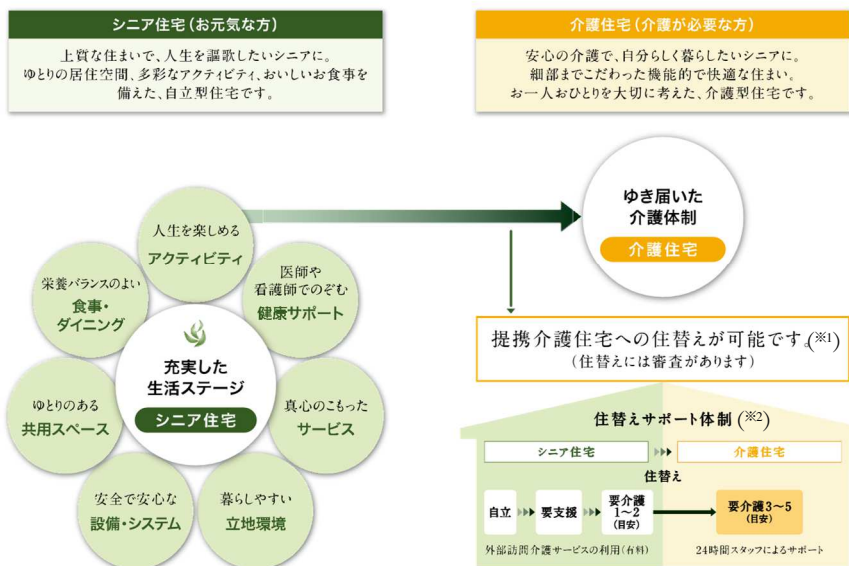 シニア住宅(お元気な方)
上質な住まいで、人生を謳歌したいシニアに。
ゆとりの居住空間、多彩なアクティビティ、おいしいお食事を
備えた、自立型住宅です。
介護住宅(介護が必要な方)
安心の介護で、自分らしく暮らしたいシニアに。
細部までこだわった機能的で快適な住まい。
お一人おひとりを大切に考えた、介護型住宅です。
人生を楽しめる
アクティビティ
医師や
看護師でのぞむ
健康サポート
真心のこもった
サービス
暮らしやすい
立地環境
安全で安心な
設備・システム
ゆとりのある
共用スペース
栄養バランスのよい
食事・
ダイニング
充実した
生活ステージ
シニア住宅
ゆき届いた
介護体制
介護住宅
提携介護住宅への住替えが可能です。(※1)
(住替えには審査があります)
住替えサポート体制(※2)
シニア住宅
介護住宅
住替え
自立
要支援
要介護
1〜2
(目安)
要介護3〜5
(目安)
外部訪問介護サービスの利用(有料)
24時間スタッフによるサポート